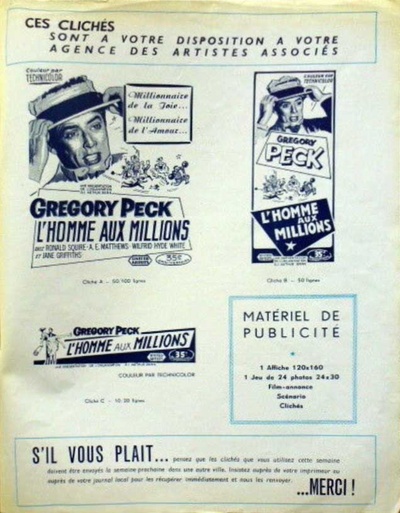 CES CLICHÉS
SONT A VOTRE DISPOSITION A VOTRE
AGENCE DES ARTISTES ASSOCIÉS
Couleur par
TECHNICOLOR
Millionnaire
de la Joie...
Millionnaire
de l'Amour...
GREGORY PECK
L'HOMME AUX MILLIONS
avec RONALD SQUIRE - A.E. MATTHEWS - WILFRID HYDE WHITE
et JANE GRIFFITHS
35e
Cliché A - 50/100 lignes
COULEUR PAR
TECHNICOLOR
GREGORY
PECK
L'HOMME
AUX
MILLIONS
35e
Cliché B - 50 lignes
GREGORY PECK
L'HOMME AUX MILLIONS
35e
COULEUR PAR TECHNICOLOR
Cliché C - 10/20 lignes
MATÉRIEL DE
PUBLICITÉ
1 Affiche 120x160
1 Jeu de 24 photos 24x30
Film-annonce
Scénario
Clichés
S'IL VOUS PLAIT... pensez que les clichés que vous utilisez cette semaine
doivent être envoyés la semaine prochaine dans une autre ville. Insistez auprès de votre imprimeur ou
auprès de votre journal local pour les récupérer immédiatement et nous les renvoyer.
...MERCI !